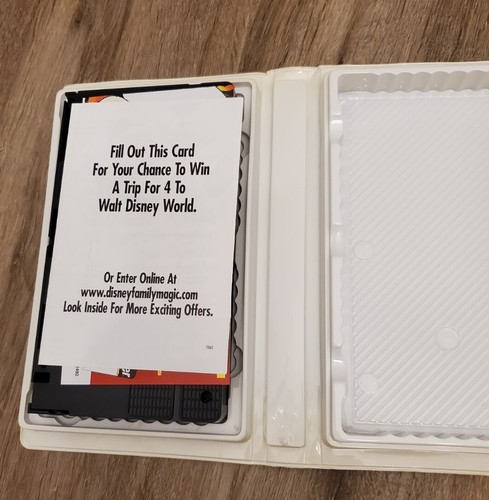 Fill Out This Card
For Your Chance To Win
A Trip For 4 To
Walt Disney World.
Or Enter Online At
www.disneyfamilymagic.com
Look Inside For More Exciting Offers.